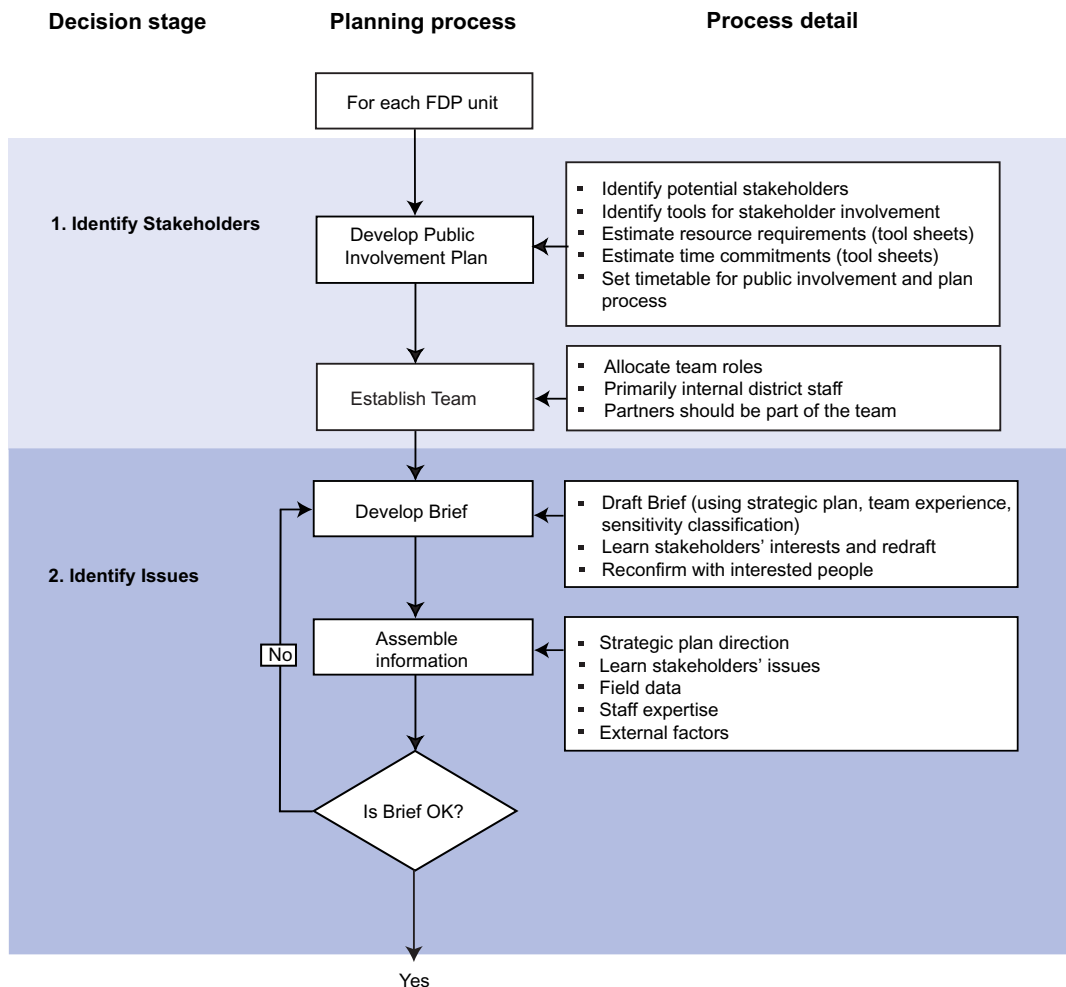 Decision stage
Planning process
Process detail
For each FDP unit
1. Identify Stakeholders
Develop Public
Involvement Plan
▪ Identify potential stakeholders
▪ Identify tools for stakeholder involvement
▪ Estimate resource requirements (tool sheets)
▪ Estimate time commitments (tool sheets)
▪ Set timetable for public involvement and plan
process
Establish Team
▪ Allocate team roles
▪ Primarily internal district staff
▪ Partners should be part of the team
2. Identify Issues
Develop Brief
▪ Draft Brief (using strategic plan, team experience,
sensitivity classification)
▪ Learn stakeholders’ interests and redraft
▪ Reconfirm with interested people
Assemble
information
▪ Strategic plan direction
▪ Learn stakeholders’ issues
▪ Field data
▪ Staff expertise
▪ External factors
No
Is Brief OK?
Yes